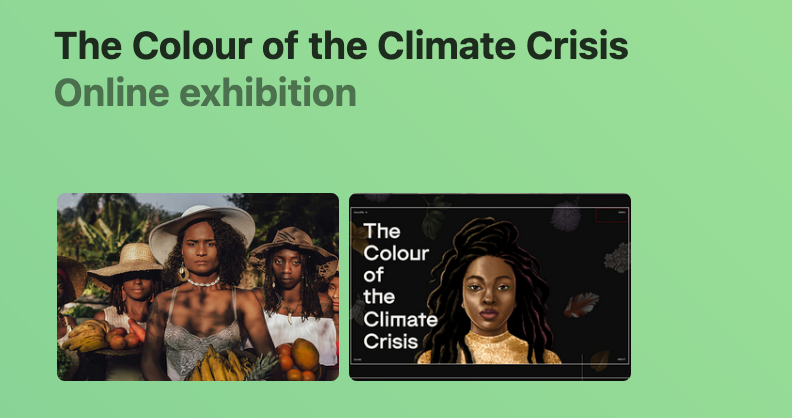 The Colour of the Climate Crisis
Online exhibition
The
Colour
of
the
Climate
Crisis